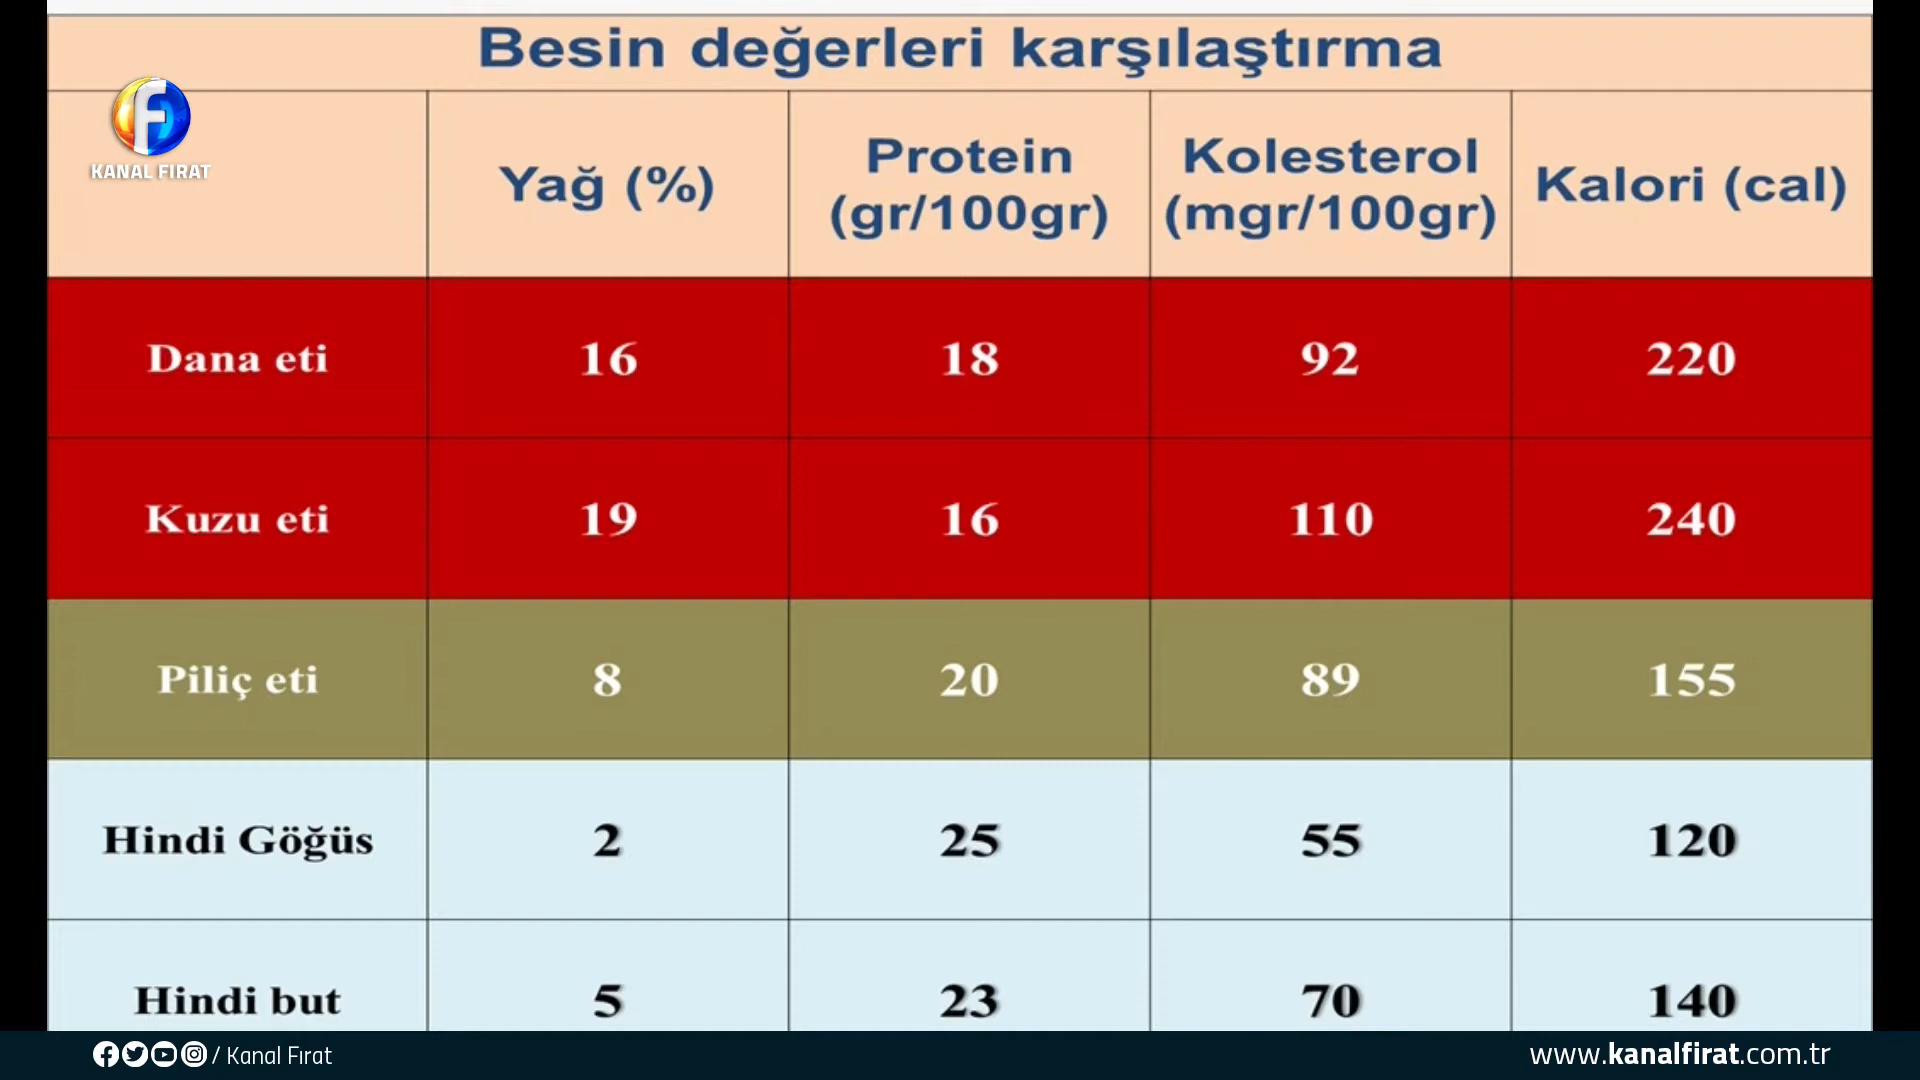 Besin değerleri karşılaştırma
KANAL FIRAT
Yağ (%)
Protein
(gr/100gr)
Kolesterol
(mgr/100gr)
Kalori (cal)
Dana eti 16 18 92 220
Kuzu eti 19 16 110 240
Piliç eti 8 20 89 155
Hindi Göğüs 2 25 55 120
Hindi but 5 23 70 140
/ Kanal Fırat
www.kanalfirat.com.tr